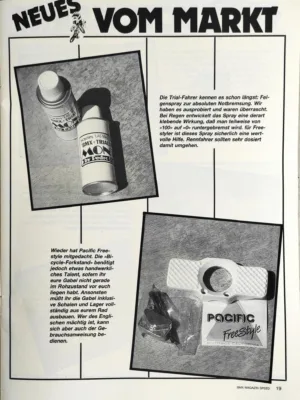 NEUES
VOM MARKT
Die Trial-Fahrer kennen es schon längst: Fel-
genspray zur absoluten Notbremsung. Wir
haben es ausprobiert und waren überrascht.
Bei Regen entwickelt das Spray eine derart
klebende Wirkung, daß man teilweise von
«100» auf «0» runtergebremst wird. für Free-
styler ist dieses Spray sicherlich eine wert-
volle Hilfe. Rennfahrer sollten sehr dosiert
damit umgehen.
BMX-TRIAL
Wieder hat Pacific Free-
style mitgedacht. Die «Bi-
cycle-Forkstand» benötigt
jedoch etwas handwerkli-
ches Talent, sofern ihr
eure Gabel nicht gerade
im Rohzustand vor euch
liegen habt. Ansonsten
müßt ihr die Gabel inklusi-
ve Schalen und Lager voll-
ständig aus eurem Rad
ausbauen. Wer des Engli-
schen mächtig ist, kann
sich aber auch der Ge-
brauchsanweisung be-
dienen.
PACIFIC
FreeStyle
BMX MAGAZIN SPEED 19